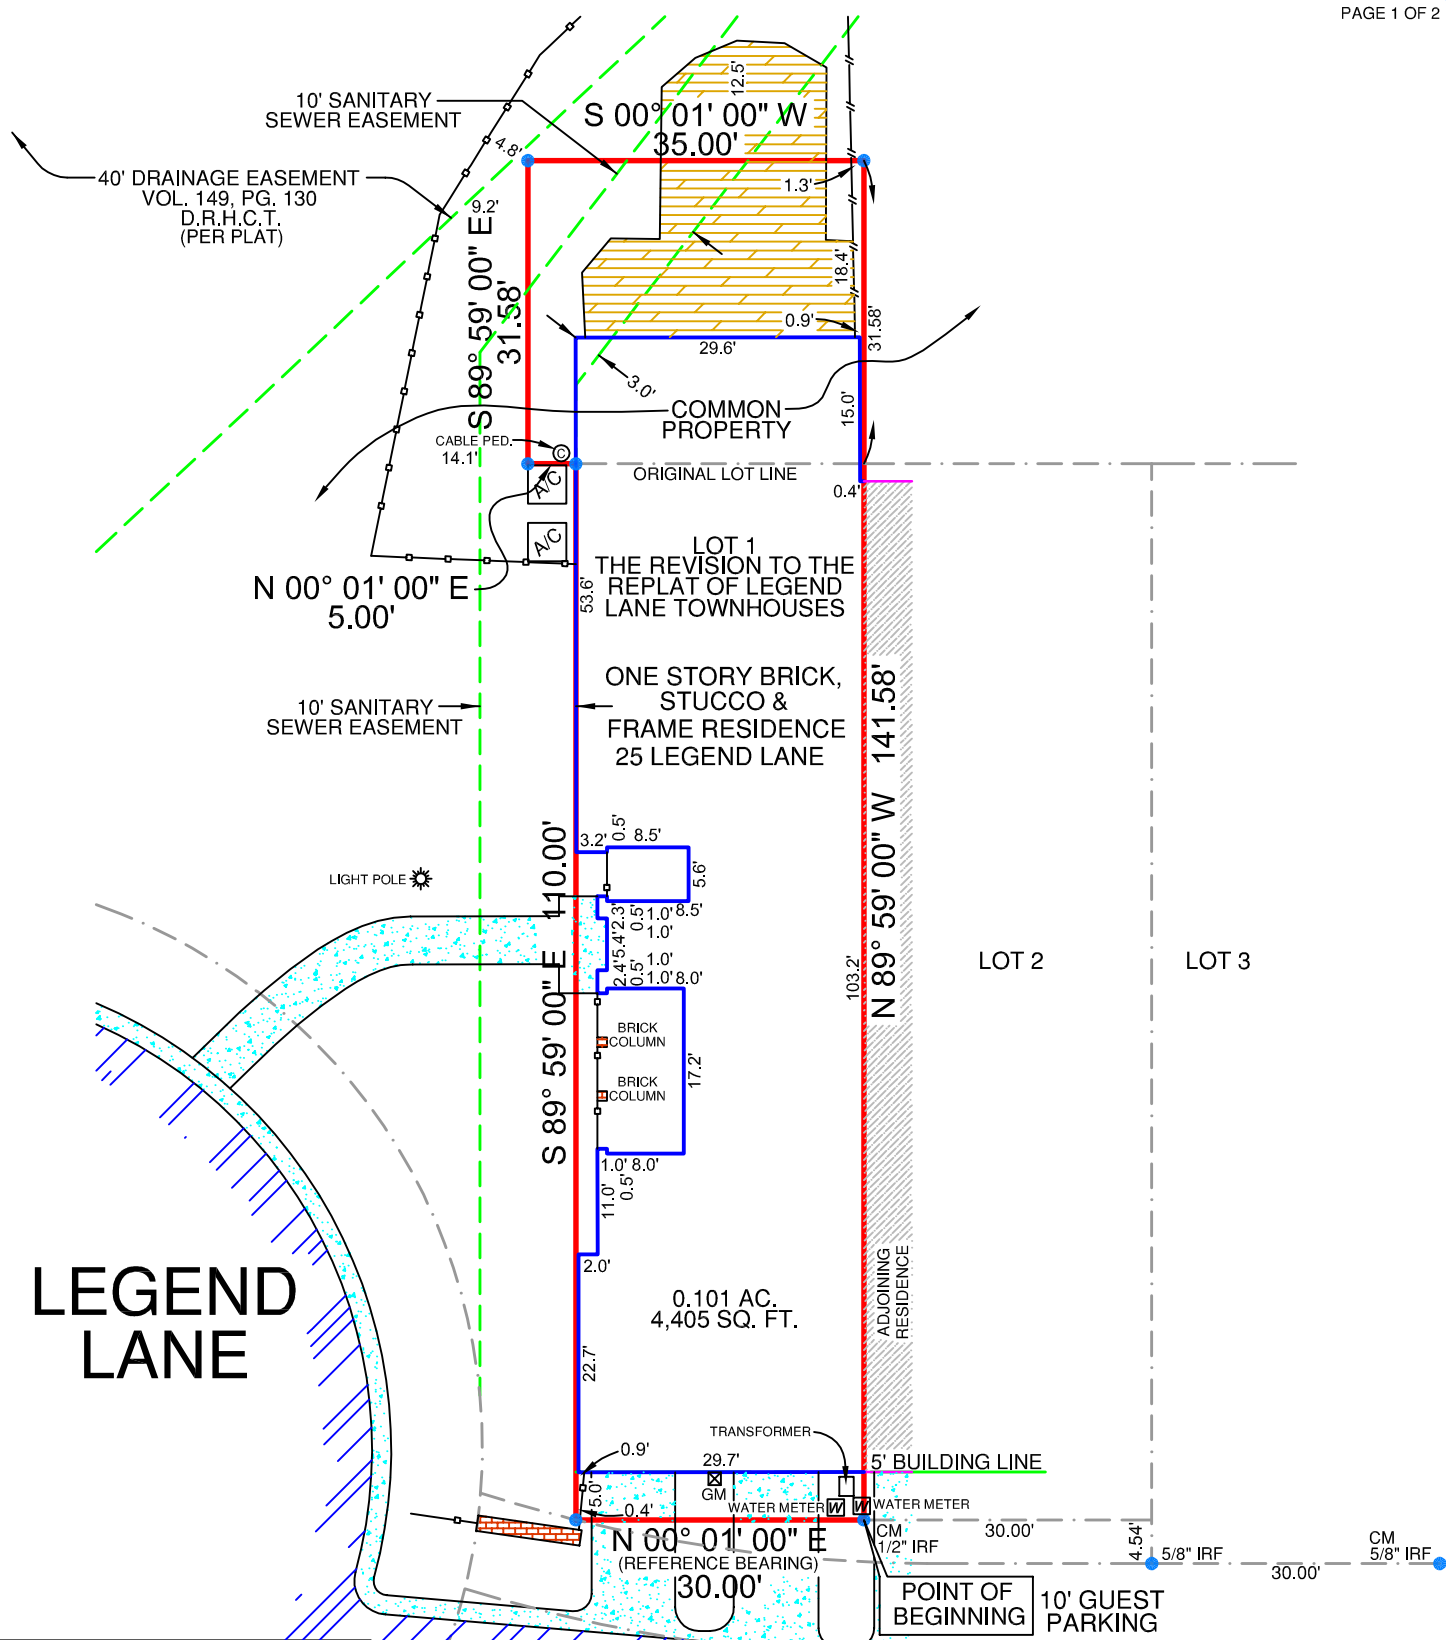 PAGE 1 OF 2
12.5'
10' SANITARY
SEWER EASEMENT
S 00° 01' 00" W
35.00'
4.8'
40' DRAINAGE EASEMENT
VOL. 149, PG. 130
D.R.H.C.T.
(PER PLAT)
1.3'
9.2'
S 89° 59' 00" E
31.58'
18.4'
0.9'
31.58'
29.6'
3.0'
COMMON
PROPERTY
15.0'
CABLE PED.
C
14.1'
ORIGINAL LOT LINE
0.4'
A/C
A/C
N 00° 01' 00" E
5.00'
LOT 1
THE REVISION TO THE
REPLAT OF LEGEND
LANE TOWNHOUSES
53.6'
10' SANITARY
SEWER EASEMENT
ONE STORY BRICK,
STUCCO &
FRAME RESIDENCE
25 LEGEND LANE
N 89° 59' 00" W 141.58'
S 89° 59' 00" E 110.00'
3.2'
0.5'
8.5'
5.6'
LIGHT POLE
2.3'
0.5'
1.0'
8.5'
1.0'
5.4'
1.0'
2.4'
0.5'
1.0'
8.0'
103.2'
LOT 2
LOT 3
BRICK
COLUMN
BRICK
COLUMN
17.2'
1.0'
8.0'
11.0'
0.5'
2.0'
LEGEND
LANE
0.101 AC.
4,405 SQ. FT.
ADJOINING
RESIDENCE
22.7'
TRANSFORMER
0.9'
29.7'
5' BUILDING LINE
5.0'
GM
WATER METER
W
W
WATER METER
0.4'
N 00° 01' 00" E
(REFERENCE BEARING)
30.00'
CM
1/2" IRF
30.00'
4.54'
5/8" IRF
CM
5/8" IRF
30.00'
POINT OF
BEGINNING
10' GUEST
PARKING